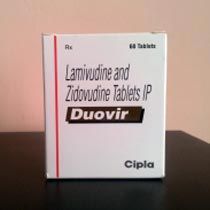 Rx 60 Tablets
Lamivudine and
Zidovudine Tablets IP
Duovir
Cipla